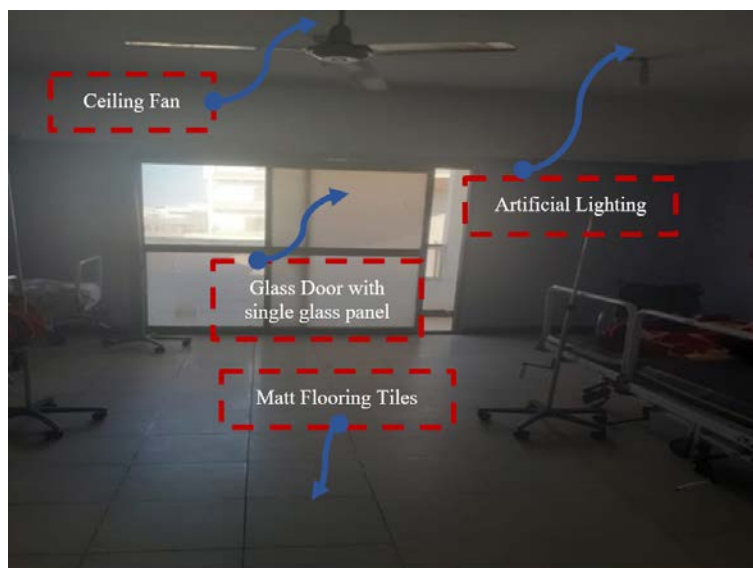 Ceiling Fan
Artificial Lighting
Glass Door with
single glass panel
Matt Flooring Tiles